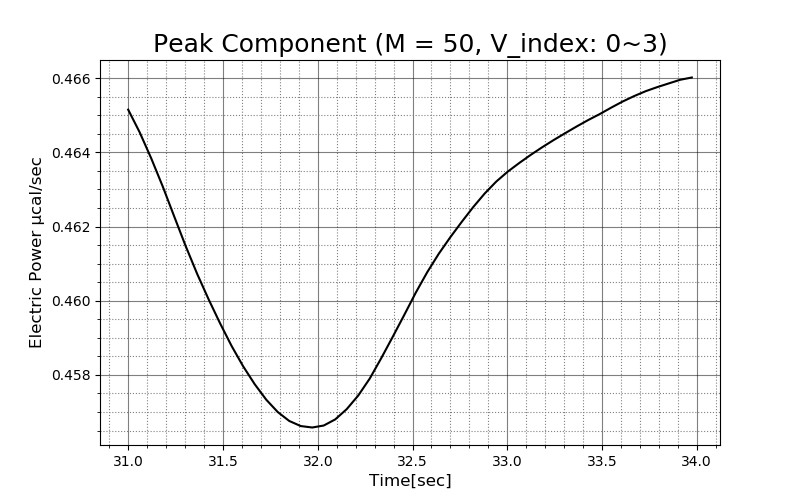 Peak Component (M = 50, V_index: 0~3)
Electric Power μcal/sec
0.466
0.464
0.462
0.460
0.458
31.0 31.5 32.0 32.5 33.0 33.5 34.0
Time[sec]